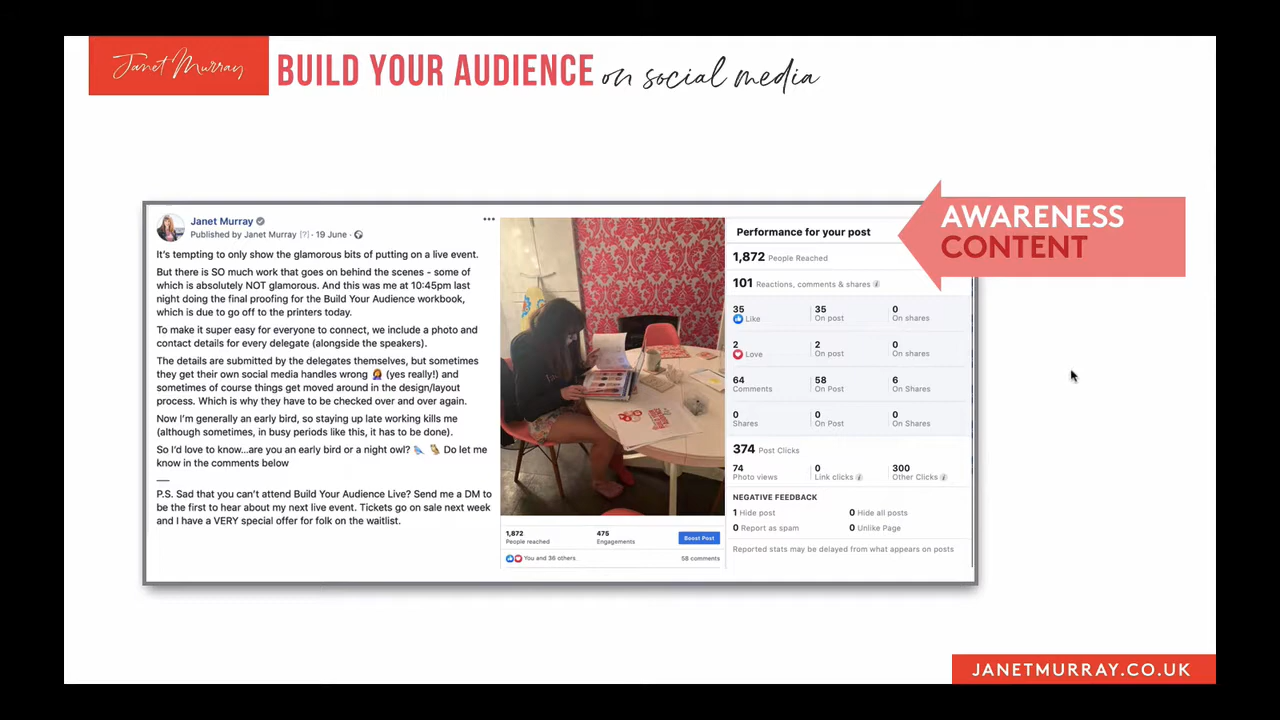 Janet Murray
BUILD YOUR AUDIENCE on social media
AWARENESS
CONTENT
Janet Murray
Published by Janet Murray [?] · 19 June ·
It's tempting to only show the glamorous bits of putting on a live event.
But there is SO much work that goes on behind the scenes - some of
which is absolutely NOT glamorous. And this was me at 10:45pm last
night doing the final proofing for the Build Your Audience workbook,
which is due to go off to the printers today.
To make it super easy for everyone to connect, we include a photo and
contact details for every delegate (alongside the speakers).
The details are submitted by the delegates themselves, but sometimes
they get their own social media handles wrong 🤦‍♀️ (yes really!) and
sometimes of course things get moved around in the design/layout
process. Which is why they have to be checked over and over again.
Now I'm generally an early bird, so staying up late working kills me
(although sometimes, in busy periods like this, it has to be done).
So I'd love to know...are you an early bird or a night owl? 🐦 🦉 Do let me
know in the comments below
___
P.S. Sad that you can't attend Build Your Audience Live? Send me a DM to
be the first to hear about my next live event. Tickets go on sale next week
and I have a VERY special offer for folk on the waitlist.
1,872 475 Boost Post
People reached Engagements
You and 36 others 58 comments
Performance for your post
1,872 People Reached
101 Reactions, comments & shares
35 35 0
Like On post On shares
2 2 0
Love On post On shares
64 58 6
Comments On Post On Shares
0 0 0
Shares On Post On Shares
374 Post Clicks
74 0 300
Photo views Link clicks Other Clicks
NEGATIVE FEEDBACK
1 Hide post 0 Hide all posts
0 Report as spam 0 Unlike Page
Reported stats may be delayed from what appears on posts
JANETMURRAY.CO.UK